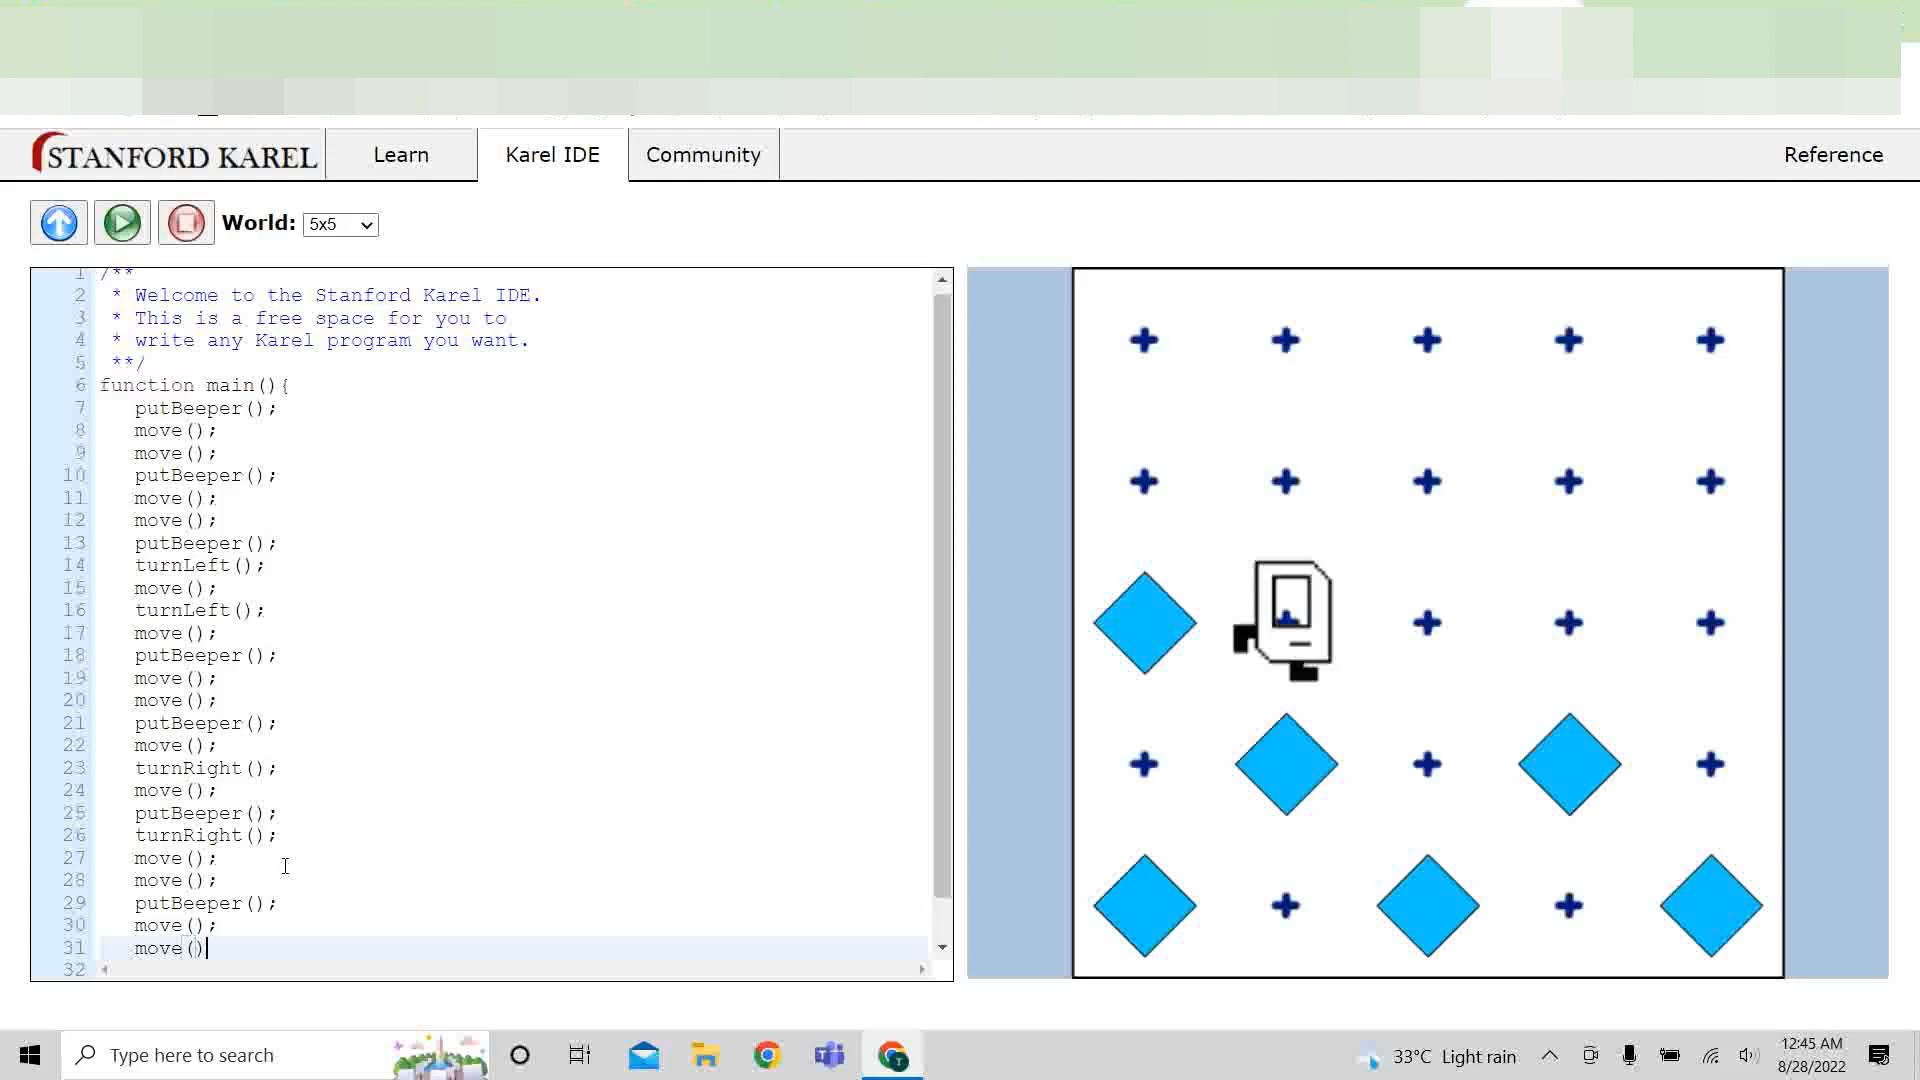 STANFORD KAREL
Learn
Karel IDE
Community
Reference
World: 5x5
1 /**
2 * Welcome to the Stanford Karel IDE.
3 * This is a free space for you to
4 * write any Karel program you want.
5 **/
6 function main(){
7 putBeeper();
8 move();
9 move();
10 putBeeper();
11 move();
12 move();
13 putBeeper();
14 turnLeft();
15 move();
16 turnLeft();
17 move();
18 putBeeper();
19 move();
20 move();
21 putBeeper();
22 move();
23 turnRight();
24 move();
25 putBeeper();
26 turnRight();
27 move();
28 move();
29 putBeeper();
30 move();
31 move()
32
Type here to search
33°C Light rain
12:45 AM
8/28/2022